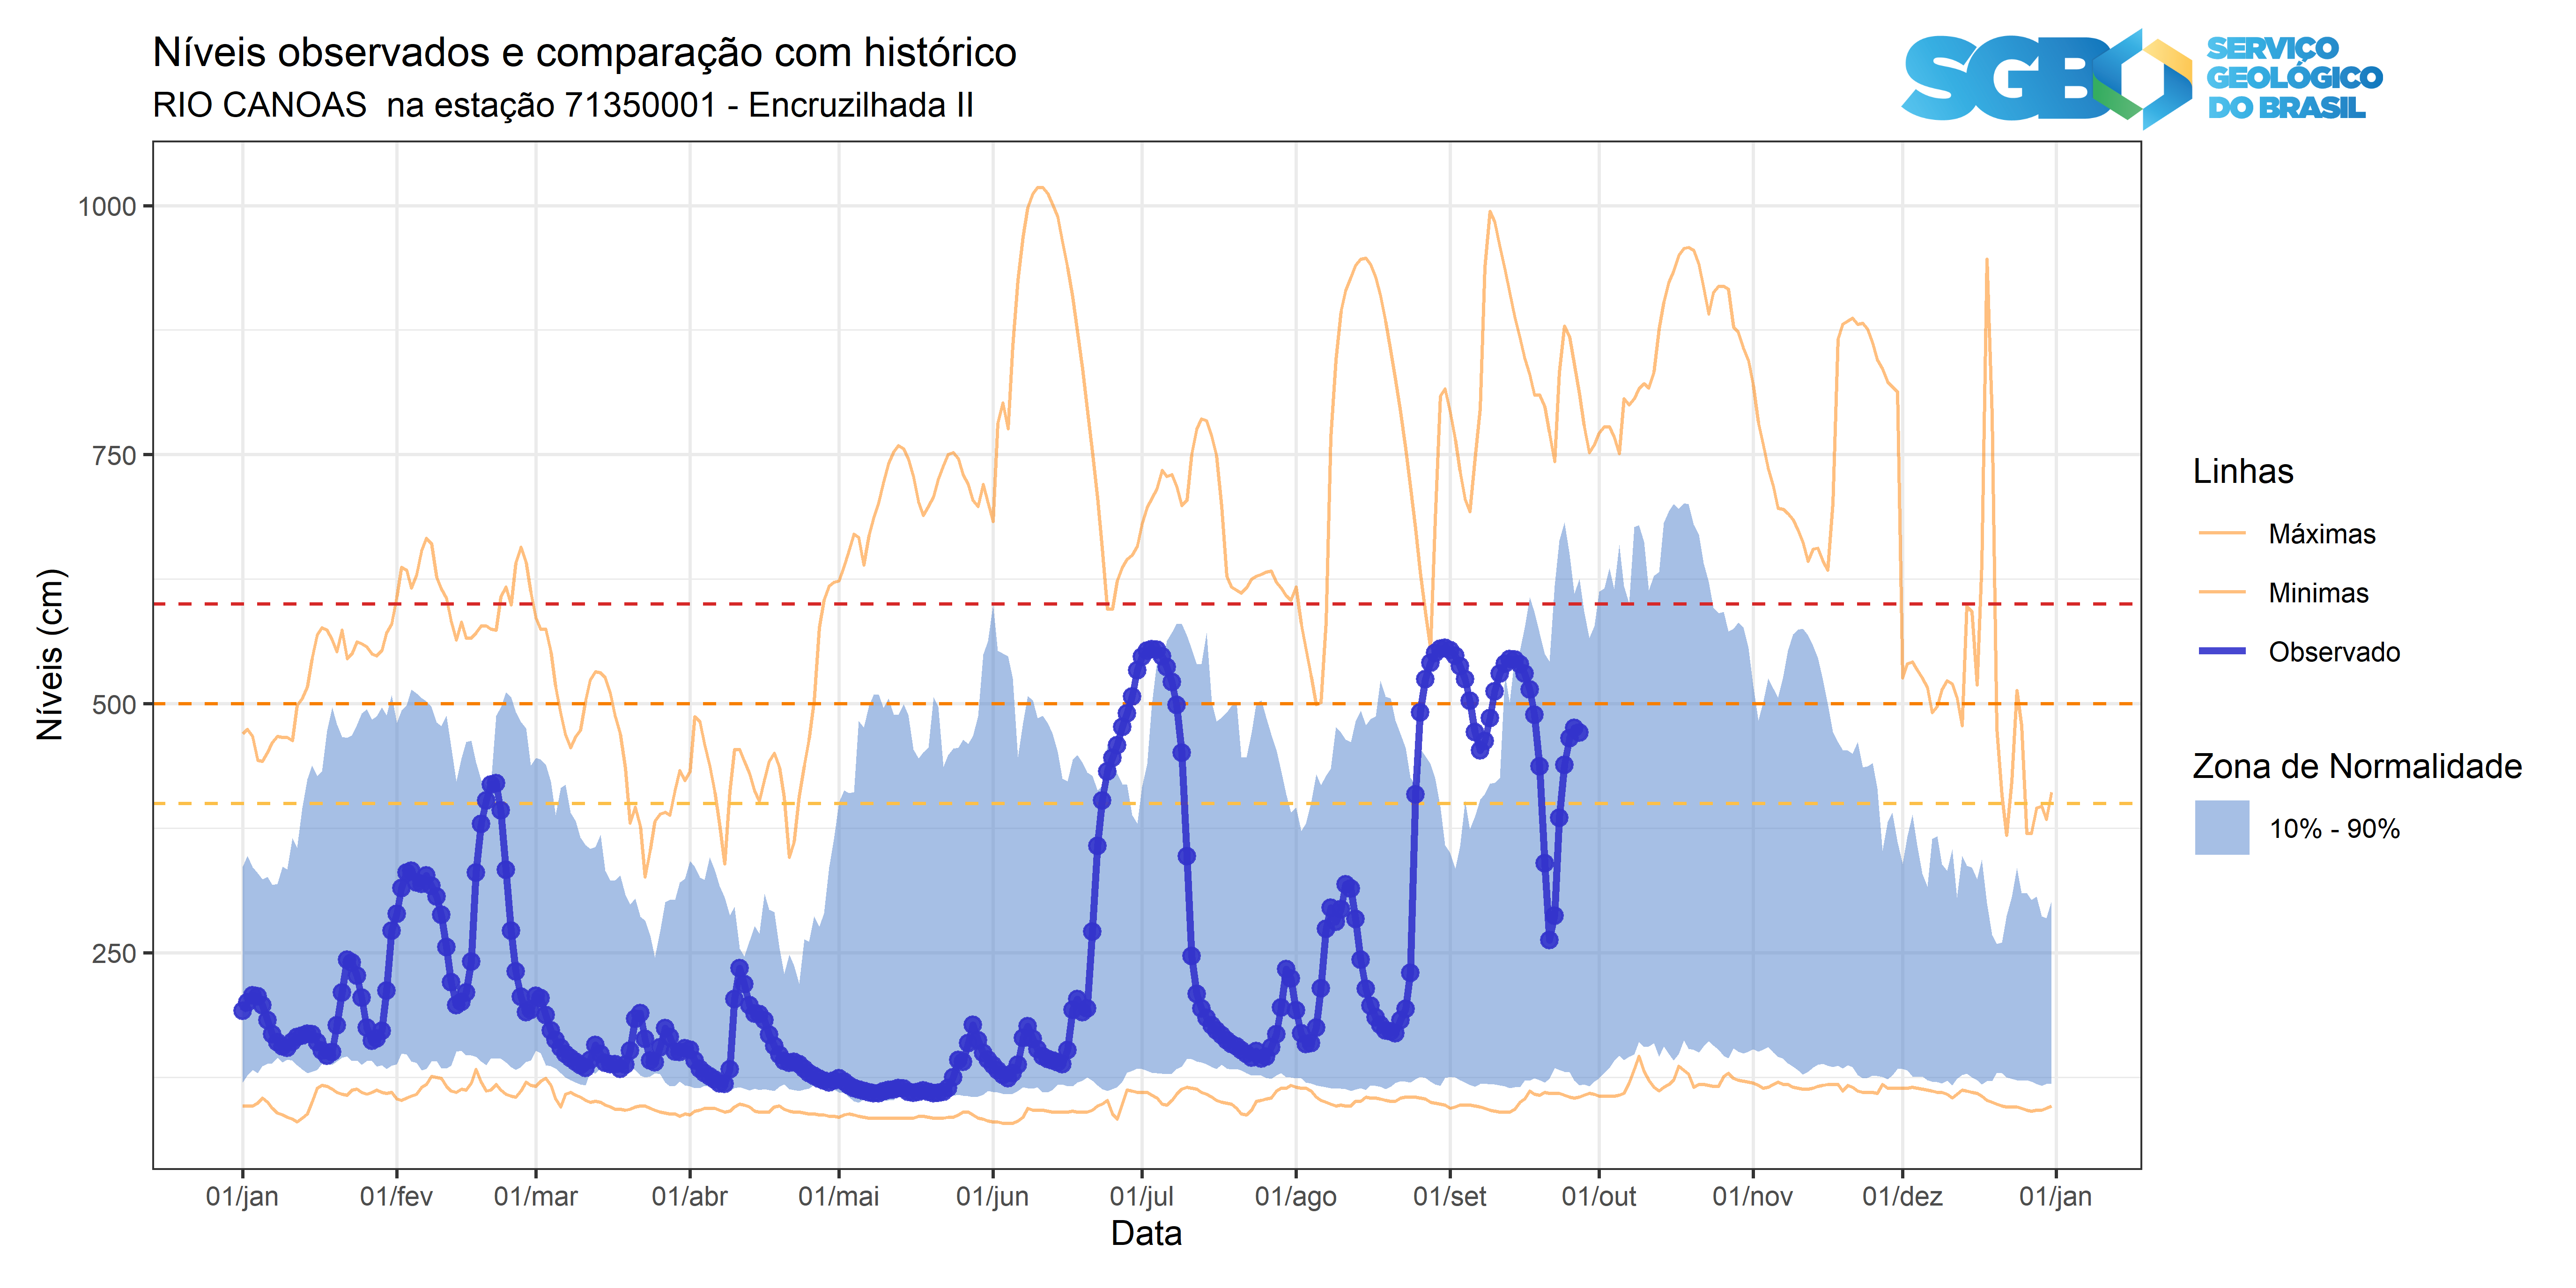 Níveis observados e comparação com histórico
RIO CANOAS  na estação 71350001 - Encruzilhada II
SGB
SERVIÇO
GEOLÓGICO
DO BRASIL
Níveis (cm)
1000
750
500
250
01/jan 01/fev 01/mar 01/abr 01/mai 01/jun 01/jul 01/ago 01/set 01/out 01/nov 01/dez 01/jan
Data
Linhas
Máximas
Minimas
Observado
Zona de Normalidade
10% - 90%